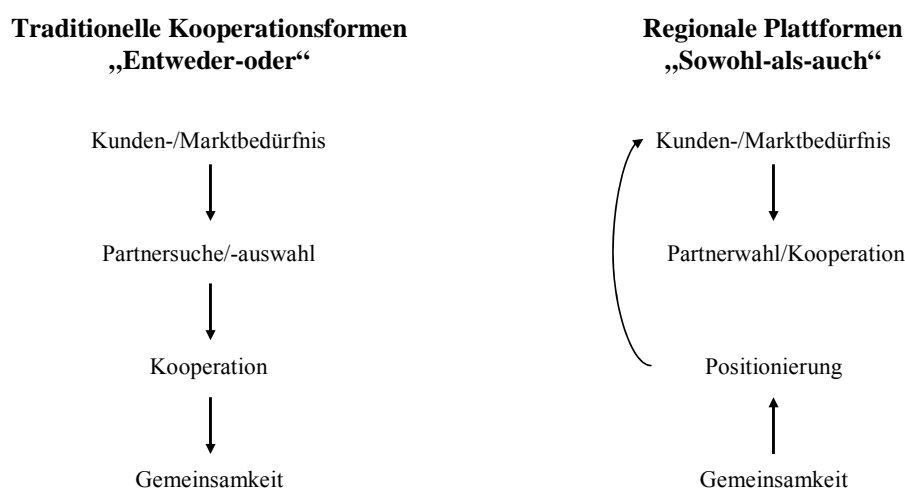 Traditionelle Kooperationsformen
„Entweder-oder“
Kunden-/Marktbedürfnis
Partnersuche/-auswahl
Kooperation
Gemeinsamkeit
Regionale Plattformen
„Sowohl-als-auch“
Kunden-/Marktbedürfnis
Partnerwahl/Kooperation
Positionierung
Gemeinsamkeit